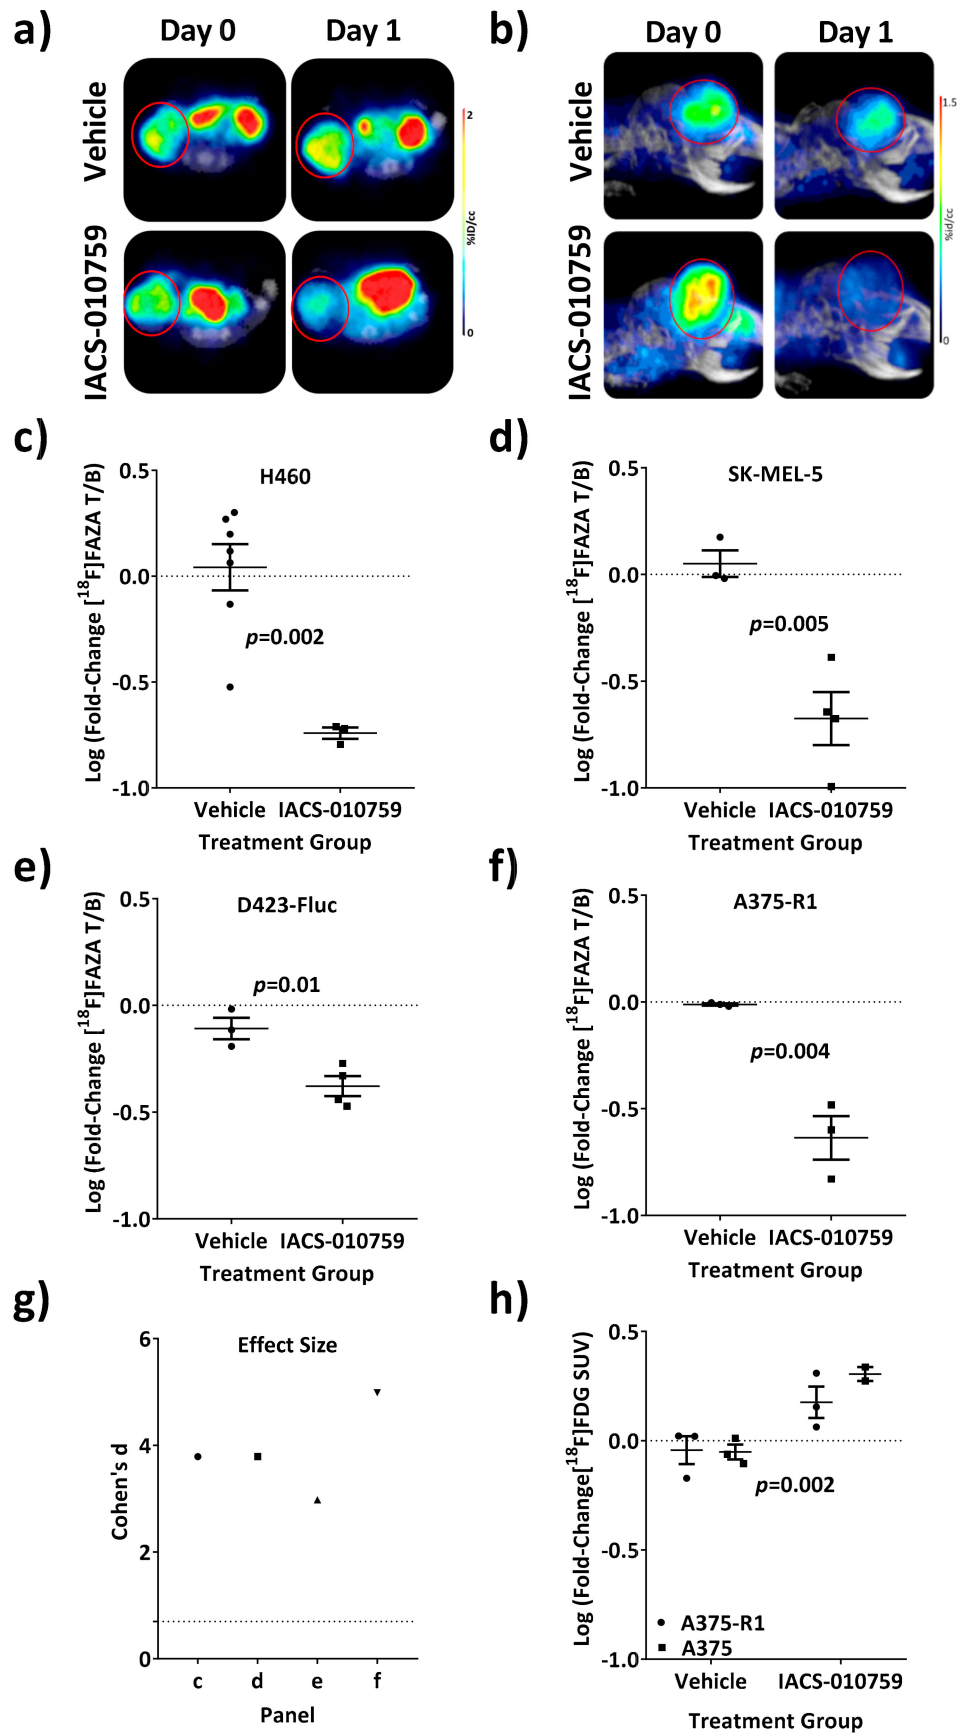 a)
Day 0
Day 1
Vehicle
IACS-010759
2
%ID/cc
0
b)
Day 0
Day 1
Vehicle
IACS-010759
1.5
%id/cc
0
c)
H460
Log (Fold-Change [18F]FAZA T/B)
0.5
0.0
-0.5
-1.0
p=0.002
Vehicle IACS-010759
Treatment Group
d)
SK-MEL-5
Log (Fold-Change [18F]FAZA T/B)
0.5
0.0
-0.5
-1.0
p=0.005
Vehicle IACS-010759
Treatment Group
e)
D423-Fluc
Log (Fold-Change [18F]FAZA T/B)
0.5
0.0
-0.5
-1.0
p=0.01
Vehicle IACS-010759
Treatment Group
f)
A375-R1
Log (Fold-Change [18F]FAZA T/B)
0.5
0.0
-0.5
-1.0
p=0.004
Vehicle IACS-010759
Treatment Group
g)
Effect Size
Cohen's d
6
4
2
0
c d e f
Panel
h)
Log (Fold-Change[18F]FDG SUV)
0.5
0.0
-0.5
-1.0
p=0.002
A375-R1
A375
Vehicle IACS-010759
Treatment Group